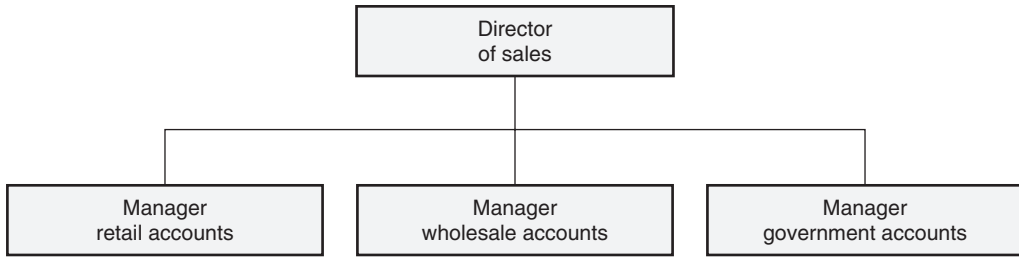 Director
of sales
Manager
retail accounts
Manager
wholesale accounts
Manager
government accounts